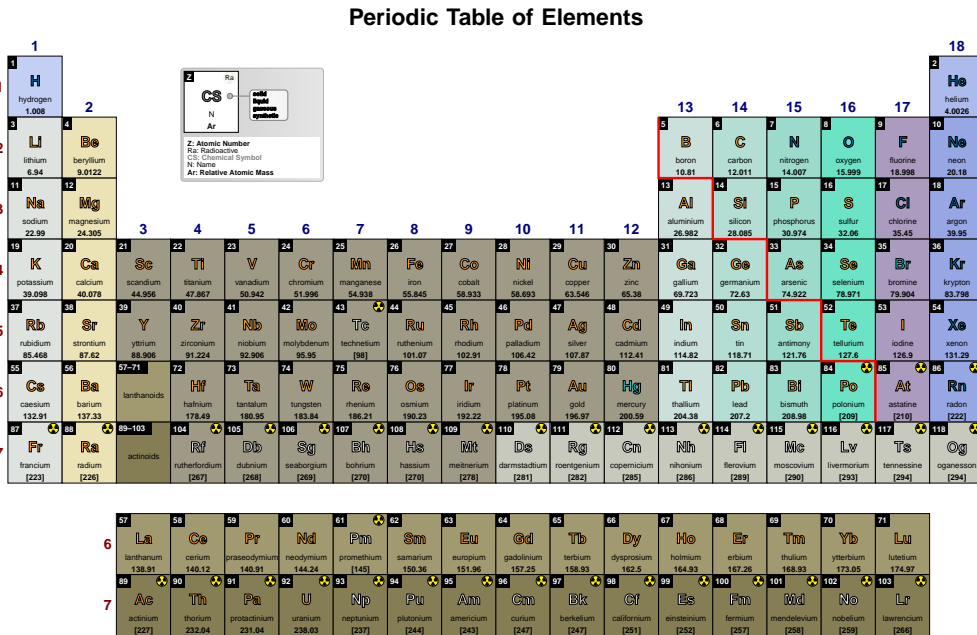 Periodic Table of Elements
1 18
1 2
H He
hydrogen helium
1.008 4.0026
Z Ra
CS
N
Ar
solid
liquid
gaseous
synthetic
Z: Atomic Number
Ra: Radioactive
CS: Chemical Symbol
N: Name
Ar: Relative Atomic Mass
2 13 14 15 16 17
2 3 4 5 6 7 8 9 10
Li Be B C N O F Ne
lithium beryllium boron carbon nitrogen oxygen fluorine neon
6.94 9.0122 10.81 12.011 14.007 15.999 18.998 20.18
3 11 12 13 14 15 16 17 18
Na Mg Al Si P S Cl Ar
sodium magnesium aluminium silicon phosphorus sulfur chlorine argon
22.99 24.305 26.982 28.085 30.974 32.06 35.45 39.95
3 4 5 6 7 8 9 10 11 12
4 19 20 21 22 23 24 25 26 27 28 29 30 31 32 33 34 35 36
K Ca Sc Ti V Cr Mn Fe Co Ni Cu Zn Ga Ge As Se Br Kr
potassium calcium scandium titanium vanadium chromium manganese iron cobalt nickel copper zinc gallium germanium arsenic selenium bromine krypton
39.098 40.078 44.956 47.867 50.942 51.996 54.938 55.845 58.933 58.693 63.546 65.38 69.723 72.63 74.922 78.971 79.904 83.798
5 37 38 39 40 41 42 43 44 45 46 47 48 49 50 51 52 53 54
Rb Sr Y Zr Nb Mo Tc Ru Rh Pd Ag Cd In Sn Sb Te I Xe
rubidium strontium yttrium zirconium niobium molybdenum technetium ruthenium rhodium palladium silver cadmium indium tin antimony tellurium iodine xenon
85.468 87.62 88.906 91.224 92.906 95.95 [98] 101.07 102.91 106.42 107.87 112.41 114.82 118.71 121.76 127.6 126.9 131.29
6 55 56 57–71 72 73 74 75 76 77 78 79 80 81 82 83 84 85 86
Cs Ba Hf Ta W Re Os Ir Pt Au Hg Tl Pb Bi Po At Rn
caesium barium lanthanoids hafnium tantalum tungsten rhenium osmium iridium platinum gold mercury thallium lead bismuth polonium astatine radon
132.91 137.33 178.49 180.95 183.84 186.21 190.23 192.22 195.08 196.97 200.59 204.38 207.2 208.98 [209] [210] [222]
7 87 88 89–103 104 105 106 107 108 109 110 111 112 113 114 115 116 117 118
Fr Ra Rf Db Sg Bh Hs Mt Ds Rg Cn Nh Fl Mc Lv Ts Og
francium radium actinoids rutherfordium dubnium seaborgium bohrium hassium meitnerium darmstadtium roentgenium copernicium nihonium flerovium moscovium livermorium tennessine oganesson
[223] [226] [267] [268] [269] [270] [270] [278] [281] [282] [285] [286] [289] [290] [293] [294] [294]
6 57 58 59 60 61 62 63 64 65 66 67 68 69 70 71
La Ce Pr Nd Pm Sm Eu Gd Tb Dy Ho Er Tm Yb Lu
lanthanum cerium praseodymium neodymium promethium samarium europium gadolinium terbium dysprosium holmium erbium thulium ytterbium lutetium
138.91 140.12 140.91 144.24 [145] 150.36 151.96 157.25 158.93 162.5 164.93 167.26 168.93 173.05 174.97
7 89 90 91 92 93 94 95 96 97 98 99 100 101 102 103
Ac Th Pa U Np Pu Am Cm Bk Cf Es Fm Md No Lr
actinium thorium protactinium uranium neptunium plutonium americium curium berkelium californium einsteinium fermium mendelevium nobelium lawrencium
[227] 232.04 231.04 238.03 [237] [244] [243] [247] [247] [251] [252] [257] [258] [259] [266]